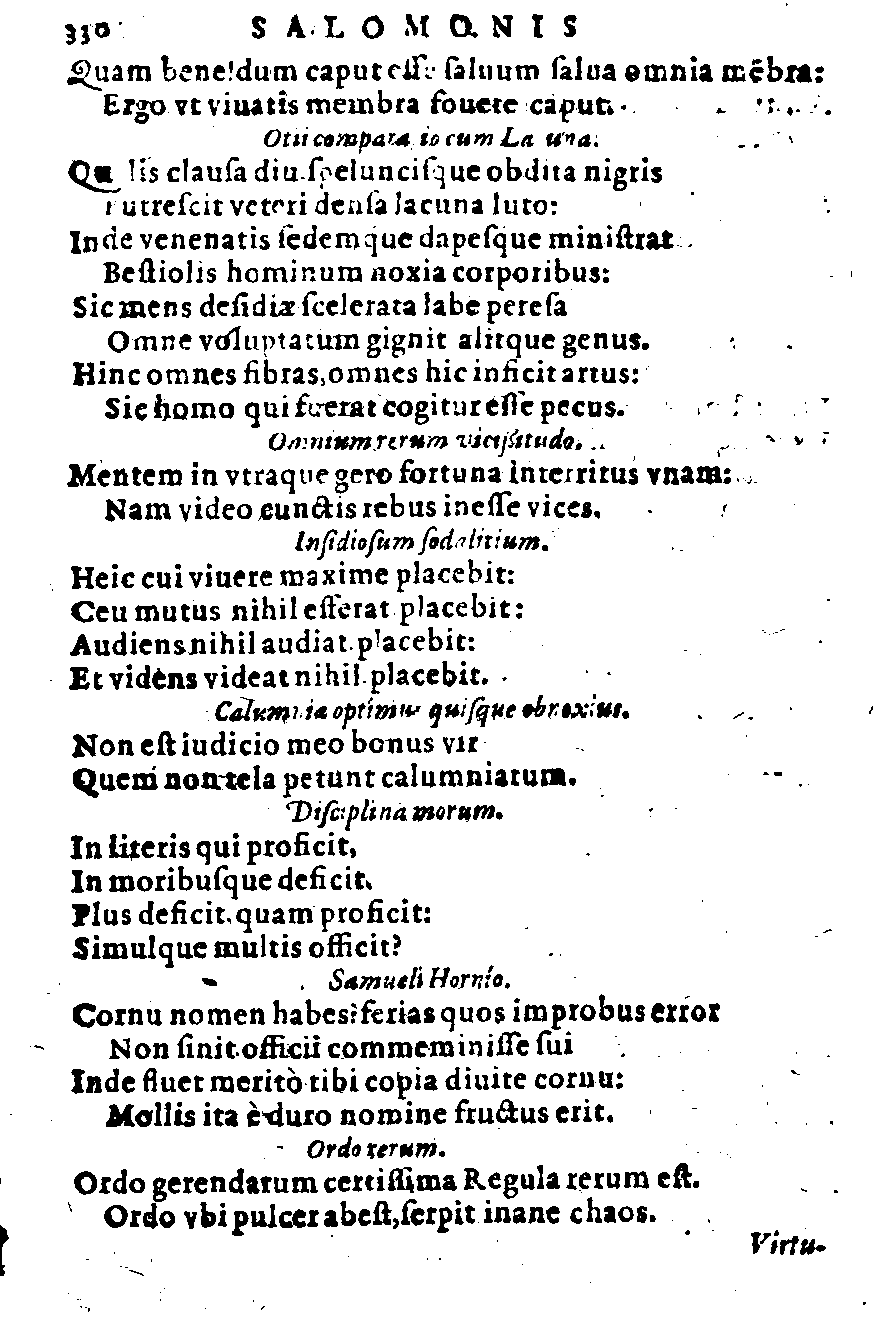 330 SALOMONIS
Quam bene! dum caput esse saluum salua omnia mēbra:
Ergo vt viuatis membra fouete caput.
Otii comparatio cum Lacuna.
Qualis clausa diu speluncisque obdita nigris
Putrescit veteri densa lacuna luto:
Inde venenatis sedemque dapesque ministrat
Bestiolis hominum noxia corporibus:
Sic mens desidiæ scelerata labe peresa
Omne voluptatum gignit alitque genus.
Hinc omnes fibras, omnes hic inficit artus:
Sic homo qui fuerat cogitur esse pecus.
Omnium rerum vicissitudo.
Mentem in vtraque gero fortuna interritus vnam:
Nam video cunctis rebus inesse vices.
Insidiosum sodalitium.
Heic cui viuere maxime placebit:
Ceu mutus nihil efferat placebit:
Audiens nihil audiat placebit:
Et vidēns videat nihil placebit.
Calumnia optimus quisque obnoxius.
Non est iudicio meo bonus vir
Quem non tela petunt calumniatum.
Disciplina morum.
In literis qui proficit,
In moribusque deficit,
Plus deficit, quam proficit:
Simulque multis officit?
Samueli Hornio.
Cornu nomen habes: ferias quos improbus error
Non sinit officii commeminisse sui
Inde fluet meritò tibi copia diuite cornu:
Mollis ita è duro nomine fructus erit.
Ordo rerum.
Ordo gerendarum certissima Regula rerum est.
Ordo vbi pulcer abest, serpit inane chaos.
Virtu-